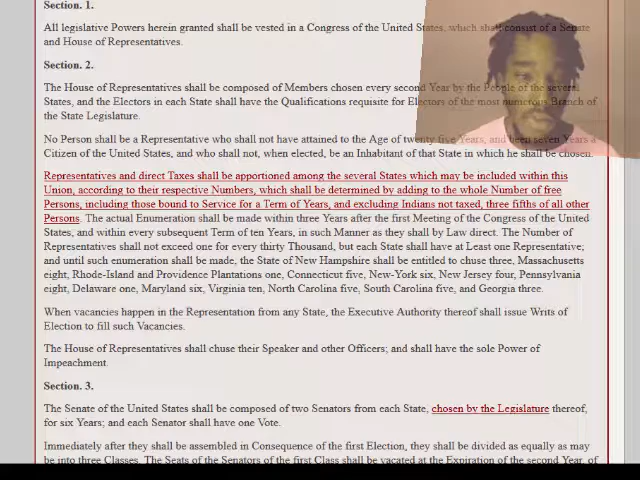 Section. 1.
All legislative Powers herein granted shall be vested in a Congress of the United States, which shall consist of a Senate
and House of Representatives.
Section. 2.
The House of Representatives shall be composed of Members chosen every second Year by the People of the several
States, and the Electors in each State shall have the Qualifications requisite for Electors of the most numerous Branch of
the State Legislature.
No Person shall be a Representative who shall not have attained to the Age of twenty five Years, and been seven Years a
Citizen of the United States, and who shall not, when elected, be an Inhabitant of that State in which he shall be chosen.
Representatives and direct Taxes shall be apportioned among the several States which may be included within this
Union, according to their respective Numbers, which shall be determined by adding to the whole Number of free
Persons, including those bound to Service for a Term of Years, and excluding Indians not taxed, three fifths of all other
Persons. The actual Enumeration shall be made within three Years after the first Meeting of the Congress of the United
States, and within every subsequent Term of ten Years, in such Manner as they shall by Law direct. The Number of
Representatives shall not exceed one for every thirty Thousand, but each State shall have at Least one Representative;
and until such enumeration shall be made, the State of New Hampshire shall be entitled to chuse three, Massachusetts
eight, Rhode-Island and Providence Plantations one, Connecticut five, New-York six, New Jersey four, Pennsylvania
eight, Delaware one, Maryland six, Virginia ten, North Carolina five, South Carolina five, and Georgia three.
When vacancies happen in the Representation from any State, the Executive Authority thereof shall issue Writs of
Election to fill such Vacancies.
The House of Representatives shall chuse their Speaker and other Officers; and shall have the sole Power of
Impeachment.
Section. 3.
The Senate of the United States shall be composed of two Senators from each State, chosen by the Legislature thereof,
for six Years; and each Senator shall have one Vote.
Immediately after they shall be assembled in Consequence of the first Election, they shall be divided as equally as may
be into three Classes. The Seats of the Senators of the first Class shall be vacated at the Expiration of the second Year, of